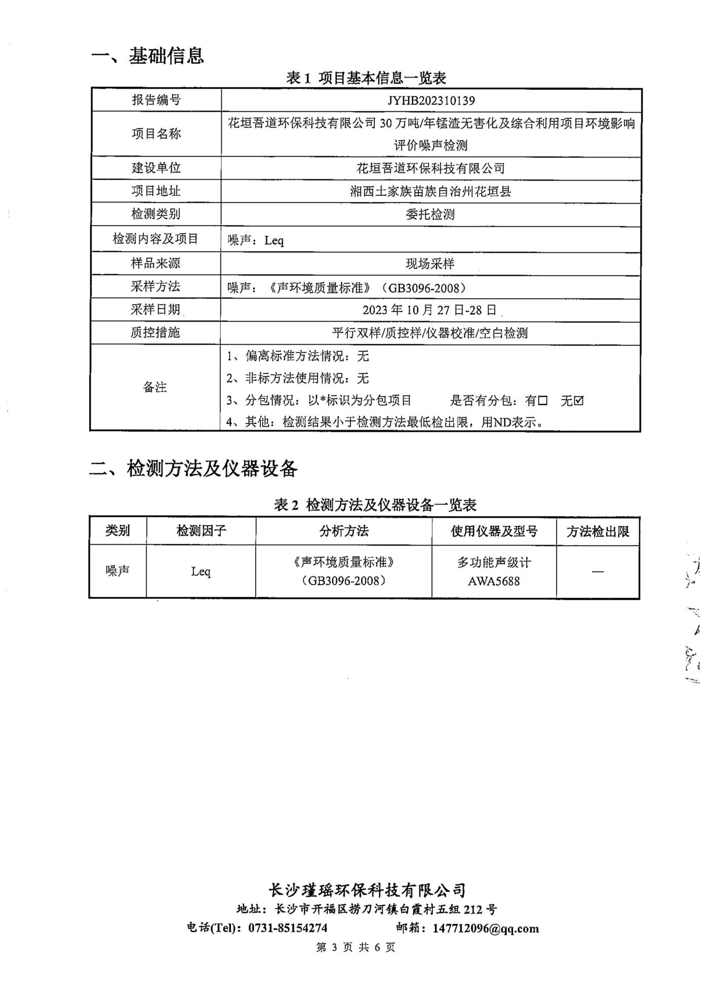 一、基础信息
表 1 项目基本信息一览表
报告编号 JYHB202310139
项目名称 花垣吾道环保科技有限公司 30 万吨/年锰渣无害化及综合利用项目环境影响
评价噪声检测
建设单位 花垣吾道环保科技有限公司
项目地址 湘西土家族苗族自治州花垣县
检测类别 委托检测
检测内容及项目 噪声：Leq
样品来源 现场采样
采样方法 噪声：《声环境质量标准》（GB3096-2008）
采样日期 2023 年 10 月 27 日-28 日
质控措施 平行双样/质控样/仪器校准/空白检测
备注
1、偏离标准方法情况：无
2、非标方法使用情况：无
3、分包情况：以*标识为分包项目 是否有分包：有☐ 无☑
4、其他：检测结果小于检测方法最低检出限，用ND表示。
二、检测方法及仪器设备
表 2 检测方法及仪器设备一览表
类别 检测因子 分析方法 使用仪器及型号 方法检出限
噪声 Leq 《声环境质量标准》 多功能声级计 —
（GB3096-2008） AWA5688
长沙瑾瑶环保科技有限公司
地址：长沙市开福区捞刀河镇白霞村五组 212 号
电话(Tel)：0731-85154274 邮箱：147712096@qq.com
第 3 页 共 6 页